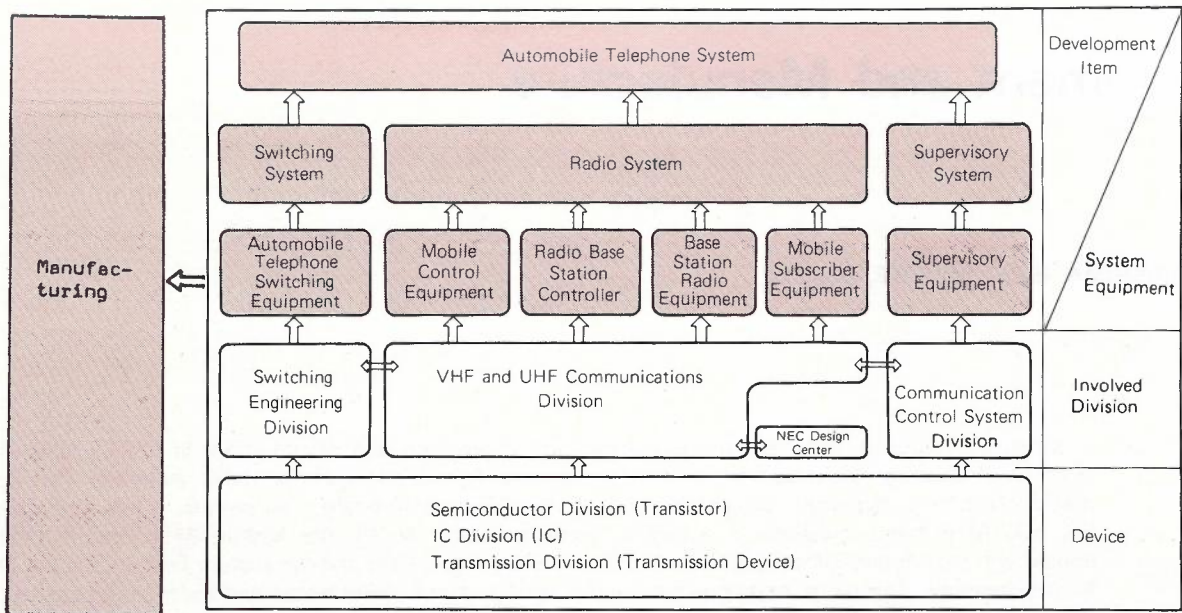 Automobile Telephone System
Development
Item
Switching
System
Radio System
Supervisory
System
Manufac-
turing
Automobile
Telephone
Switching
Equipment
Mobile
Control
Equipment
Radio Base
Station
Controller
Base
Station
Radio
Equipment
Mobile
Subscriber
Equipment
Supervisory
Equipment
System
Equipment
Switching
Engineering
Division
VHF and UHF Communications
Division
NEC Design
Center
Communication
Control System
Division
Involved
Division
Semiconductor Division (Transistor)
IC Division (IC)
Transmission Division (Transmission Device)
Device